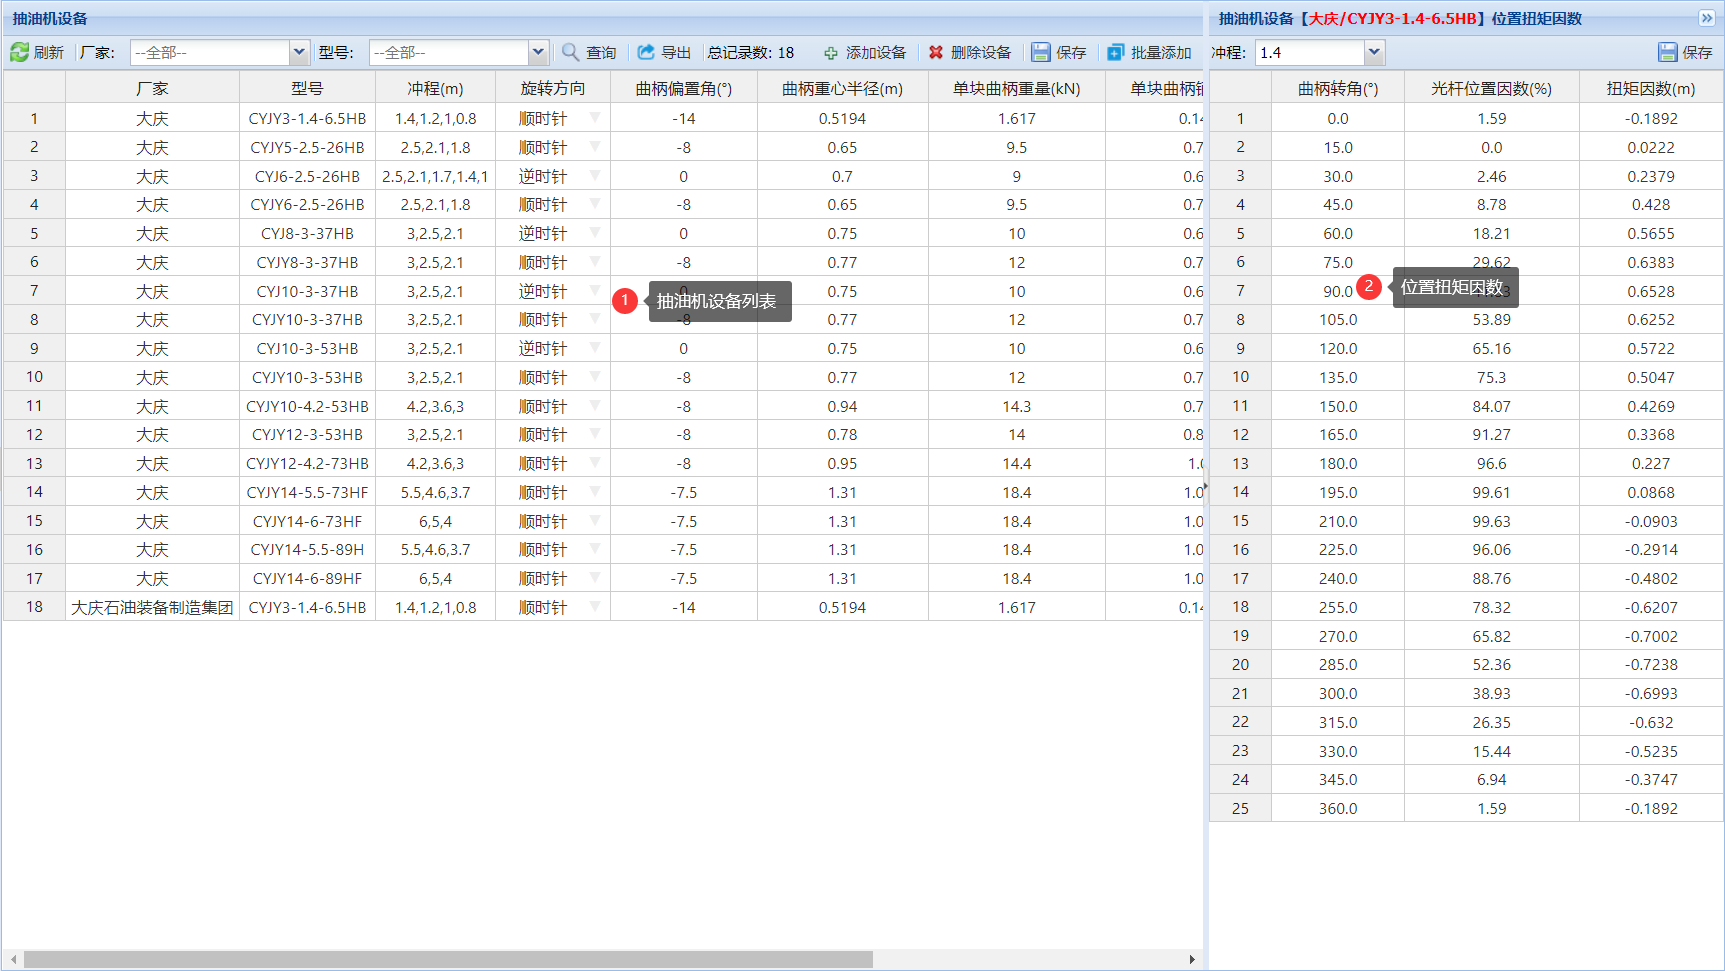 抽油机设备
刷新 厂家: --全部-- 型号: --全部-- 查询 导出 总记录数: 18 添加设备 删除设备 保存 批量添加
厂家 型号 冲程(m) 旋转方向 曲柄偏置角(°) 曲柄重心半径(m) 单块曲柄重量(kN) 单块曲柄
1 大庆 CYJY3-1.4-6.5HB 1.4,1.2,1,0.8 顺时针 -14 0.5194 1.617 0.14
2 大庆 CYJY5-2.5-26HB 2.5,2.1,1.8 顺时针 -8 0.65 9.5 0.7
3 大庆 CYJ6-2.5-26HB 2.5,2.1,1.7,1.4,1 逆时针 0 0.7 9 0.6
4 大庆 CYJY6-2.5-26HB 2.5,2.1,1.8 顺时针 -8 0.65 9.5 0.7
5 大庆 CYJ8-3-37HB 3,2.5,2.1 逆时针 0 0.75 10 0.6
6 大庆 CYJY8-3-37HB 3,2.5,2.1 顺时针 -8 0.77 12 0.7
7 大庆 CYJ10-3-37HB 3,2.5,2.1 逆时针 0 0.75 10 0.6
1 抽油机设备列表
8 大庆 CYJY10-3-37HB 3,2.5,2.1 顺时针 -8 0.77 12 0.7
9 大庆 CYJ10-3-53HB 3,2.5,2.1 逆时针 0 0.75 10 0.6
10 大庆 CYJY10-3-53HB 3,2.5,2.1 顺时针 -8 0.77 12 0.7
11 大庆 CYJY10-4.2-53HB 4.2,3.6,3 顺时针 -8 0.94 14.3 0.7
12 大庆 CYJY12-3-53HB 3,2.5,2.1 顺时针 -8 0.78 14 0.8
13 大庆 CYJY12-4.2-73HB 4.2,3.6,3 顺时针 -8 0.95 14.4 1.0
14 大庆 CYJY14-5.5-73HF 5.5,4.6,3.7 顺时针 -7.5 1.31 18.4 1.0
15 大庆 CYJY14-6-73HF 6,5,4 顺时针 -7.5 1.31 18.4 1.0
16 大庆 CYJY14-5.5-89H 5.5,4.6,3.7 顺时针 -7.5 1.31 18.4 1.0
17 大庆 CYJY14-6-89HF 6,5,4 顺时针 -7.5 1.31 18.4 1.0
18 大庆石油装备制造集团 CYJY3-1.4-6.5HB 1.4,1.2,1,0.8 顺时针 -14 0.5194 1.617 0.14
抽油机设备【大庆/CYJY3-1.4-6.5HB】位置扭矩因数
冲程: 1.4 保存
曲柄转角(°) 光杆位置因数(%) 扭矩因数(m)
1 0.0 1.59 -0.1892
2 15.0 0.0 0.0222
3 30.0 2.46 0.2379
4 45.0 8.78 0.428
5 60.0 18.21 0.5655
6 75.0 29.62 0.6383
7 90.0 0.6528
2 位置扭矩因数
8 105.0 53.89 0.6252
9 120.0 65.16 0.5722
10 135.0 75.3 0.5047
11 150.0 84.07 0.4269
12 165.0 91.27 0.3368
13 180.0 96.6 0.227
14 195.0 99.61 0.0868
15 210.0 99.63 -0.0903
16 225.0 96.06 -0.2914
17 240.0 88.76 -0.4802
18 255.0 78.32 -0.6207
19 270.0 65.82 -0.7002
20 285.0 52.36 -0.7238
21 300.0 38.93 -0.6993
22 315.0 26.35 -0.632
23 330.0 15.44 -0.5235
24 345.0 6.94 -0.3747
25 360.0 1.59 -0.1892